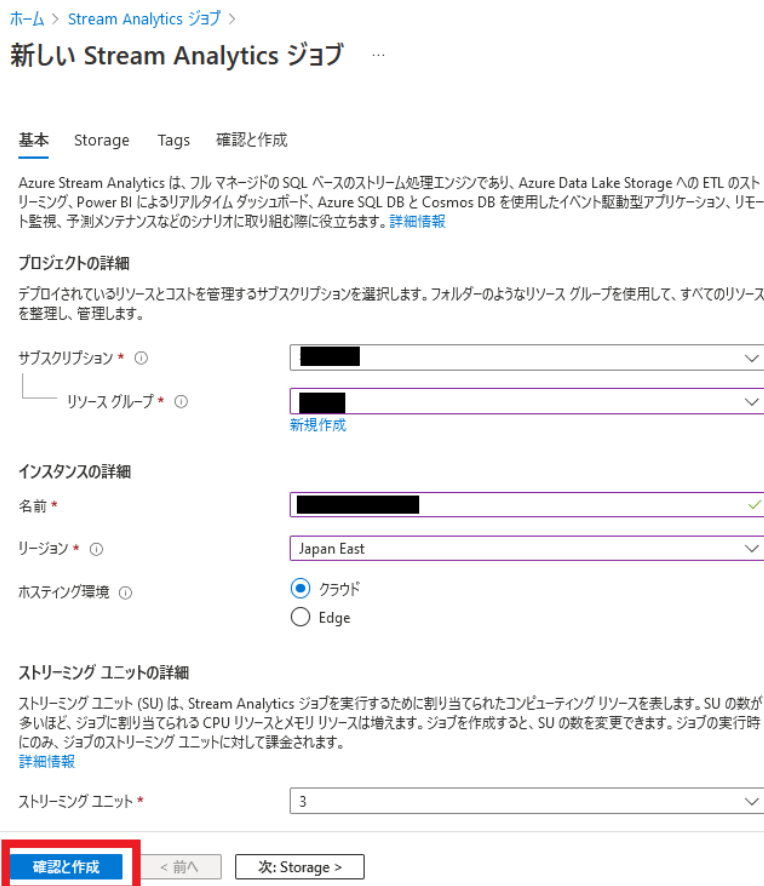 ホーム > Stream Analytics ジョブ >
新しい Stream Analytics ジョブ ...
基本 Storage Tags 確認と作成
Azure Stream Analytics は、フル マネージドの SQL ベースのストリーム処理エンジンであり、Azure Data Lake Storage への ETL のスト
リーミング、Power BI によるリアルタイム ダッシュボード、Azure SQL DB と Cosmos DB を使用したイベント駆動型アプリケーション、リモー
ト監視、予測メンテナンスなどのシナリオに取り組む際に役立ちます。詳細情報
プロジェクトの詳細
デプロイされているリソースとコストを管理するサブスクリプションを選択します。フォルダーのようなリソース グループを使用して、すべてのリソース
を整理し、管理します。
サブスクリプション *
リソース グループ *
新規作成
インスタンスの詳細
名前 *
リージョン * Japan East
ホスティング環境 クラウド
Edge
ストリーミング ユニットの詳細
ストリーミング ユニット (SU) は、Stream Analytics ジョブを実行するために割り当てられたコンピューティング リソースを表します。SU の数が
多いほど、ジョブに割り当てられる CPU リソースとメモリ リソースは増えます。ジョブを作成すると、SU の数を変更できます。ジョブの実行時
にのみ、ジョブのストリーミング ユニットに対して課金されます。
詳細情報
ストリーミング ユニット * 3
確認と作成 < 前へ 次: Storage >